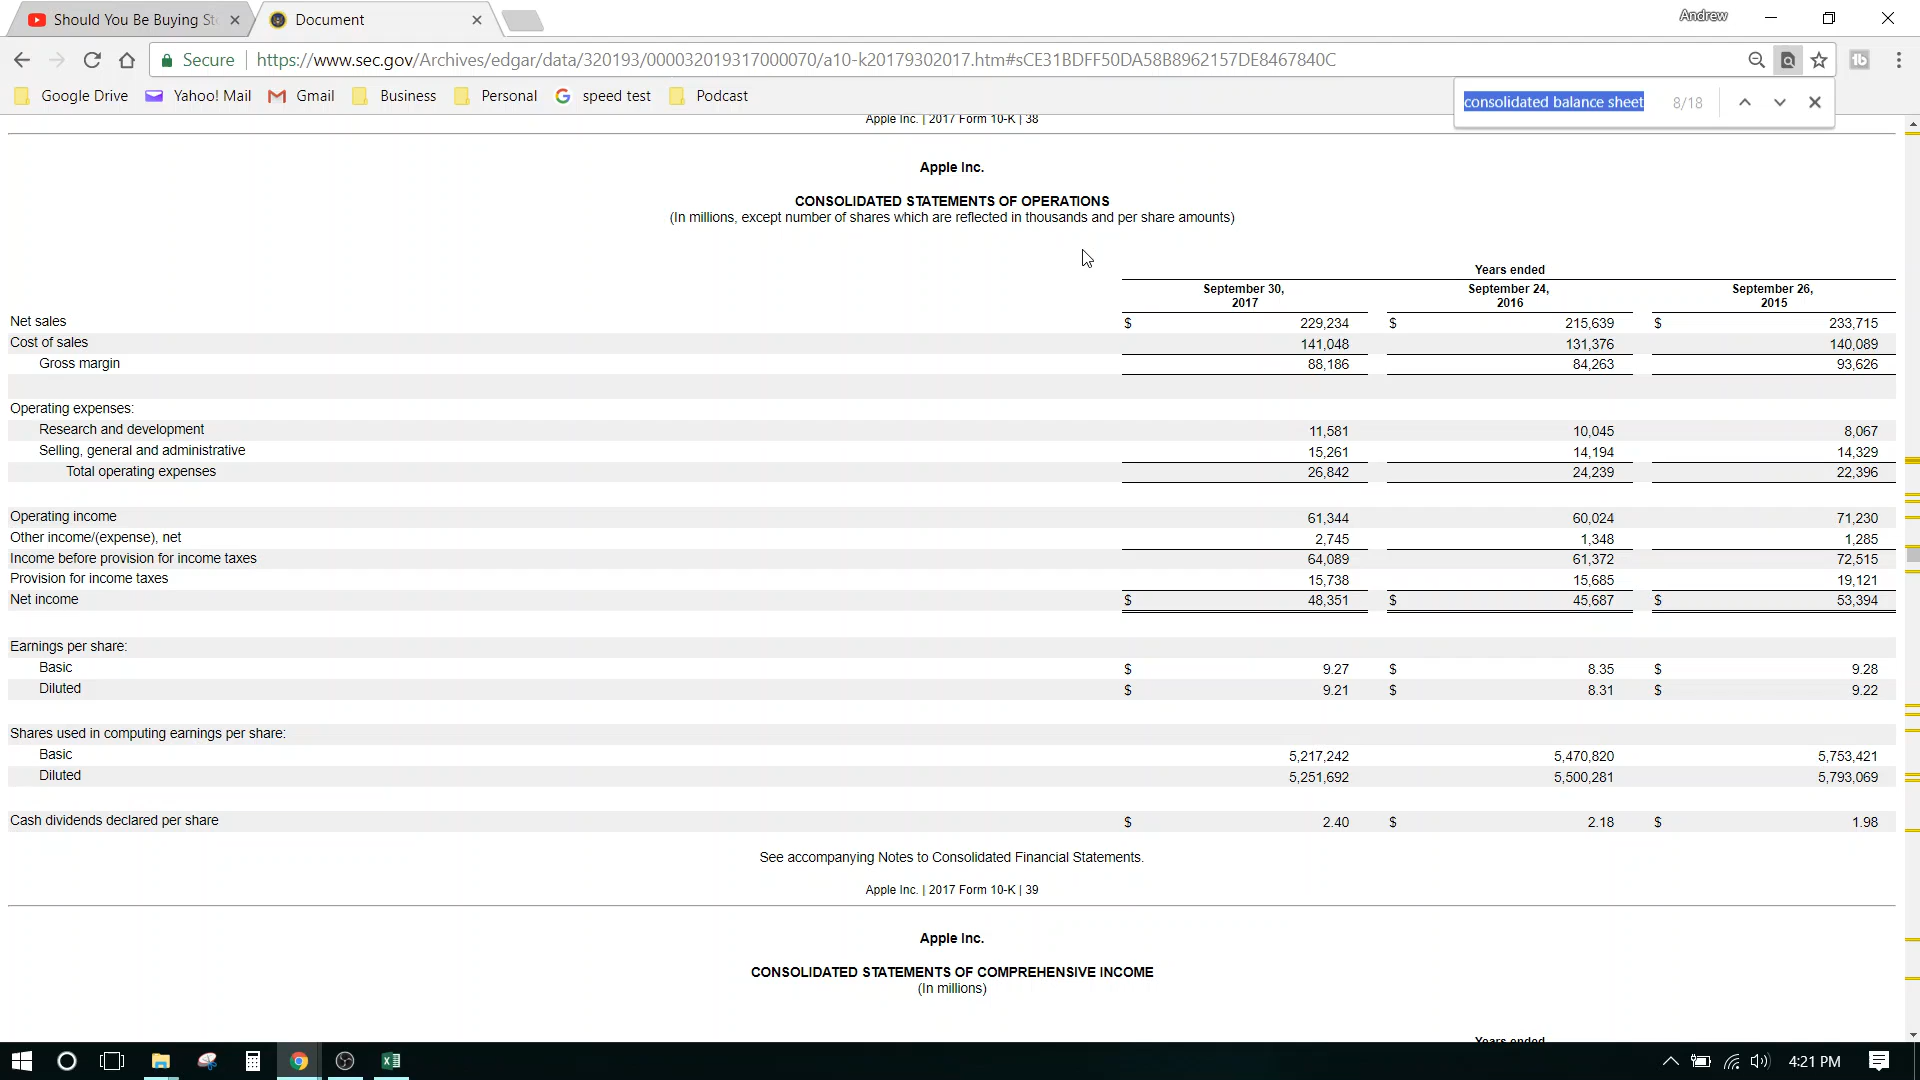 Should You Be Buying St
Document
Andrew
Secure
https://www.sec.gov/Archives/edgar/data/320193/000032019317000070/a10-k20179302017.htm#sCE31BDFF50DA58B8962157DE8467840C
Google Drive
Yahoo! Mail
Gmail
Business
Personal
speed test
Podcast
consolidated balance sheet 8/18
Apple Inc. | 2017 Form 10-K | 38
Apple Inc.
CONSOLIDATED STATEMENTS OF OPERATIONS
(In millions, except number of shares which are reflected in thousands and per share amounts)
Years ended
September 30, 2017 September 24, 2016 September 26, 2015
Net sales $ 229,234 $ 215,639 $ 233,715
Cost of sales 141,048 131,376 140,089
Gross margin 88,186 84,263 93,626
Operating expenses:
Research and development 11,581 10,045 8,067
Selling, general and administrative 15,261 14,194 14,329
Total operating expenses 26,842 24,239 22,396
Operating income 61,344 60,024 71,230
Other income/(expense), net 2,745 1,348 1,285
Income before provision for income taxes 64,089 61,372 72,515
Provision for income taxes 15,738 15,685 19,121
Net income $ 48,351 $ 45,687 $ 53,394
Earnings per share:
Basic $ 9.27 $ 8.35 $ 9.28
Diluted $ 9.21 $ 8.31 $ 9.22
Shares used in computing earnings per share:
Basic 5,217,242 5,470,820 5,753,421
Diluted 5,251,692 5,500,281 5,793,069
Cash dividends declared per share $ 2.40 $ 2.18 $ 1.98
See accompanying Notes to Consolidated Financial Statements.
Apple Inc. | 2017 Form 10-K | 39
Apple Inc.
CONSOLIDATED STATEMENTS OF COMPREHENSIVE INCOME
(In millions)
Years ended
4:21 PM